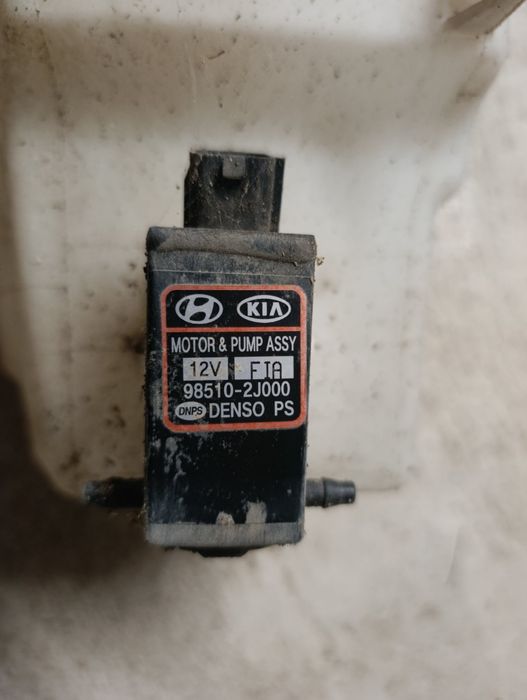 KIA
MOTOR & PUMP ASSY
12V FIA
98510-2J000
DNPS DENSO PS